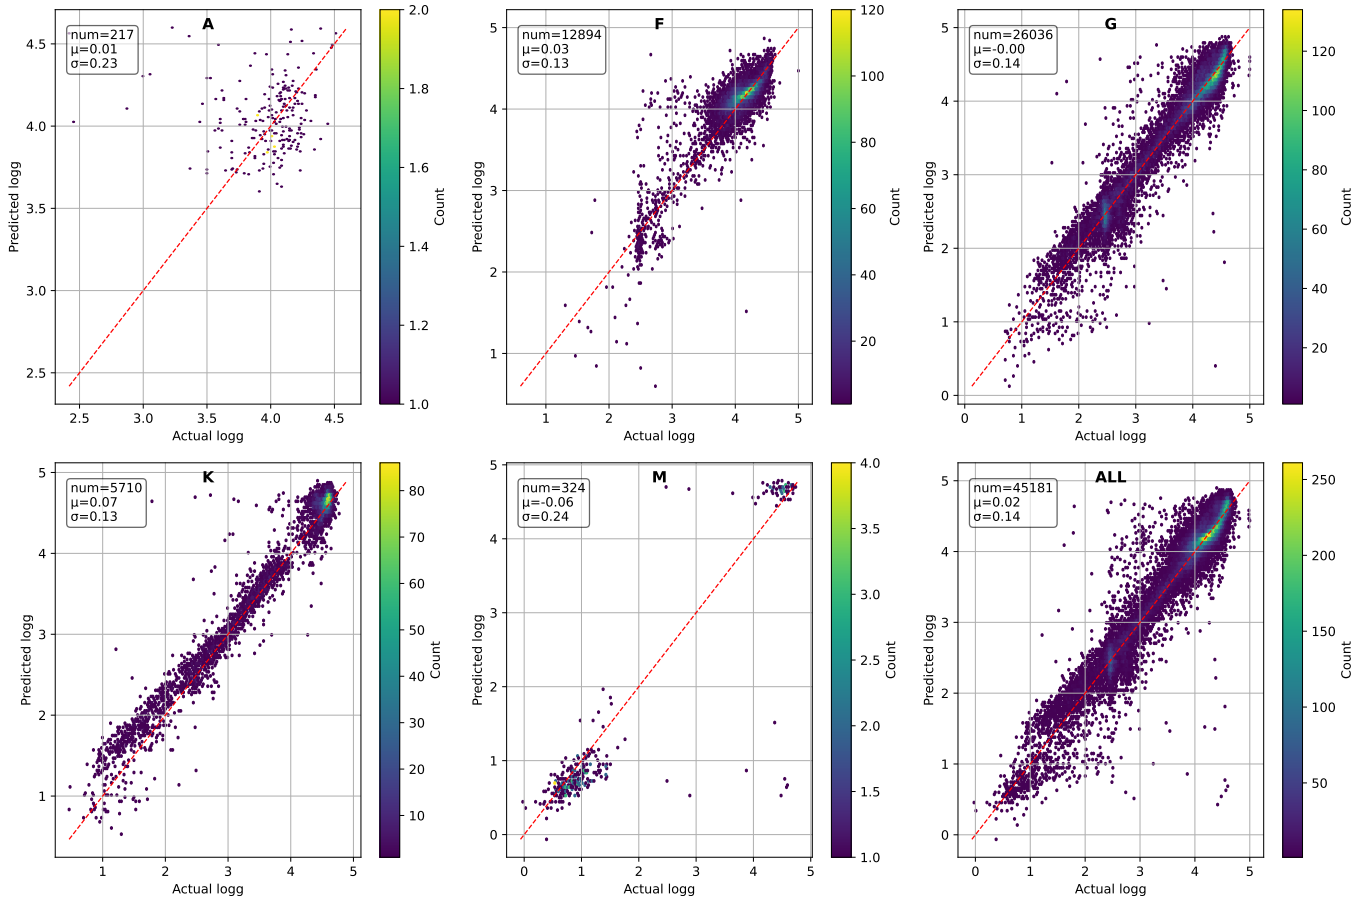 A
num=217
μ=0.01
σ=0.23
4.5
4.0
3.5
3.0
2.5
2.5
3.0
3.5
4.0
4.5
Predicted logg
Actual logg
2.0
1.8
1.6
1.4
1.2
1.0
Count
F
num=12894
μ=0.03
σ=0.13
5
4
3
2
1
1
2
3
4
5
Predicted logg
Actual logg
120
100
80
60
40
20
Count
G
num=26036
μ=-0.00
σ=0.14
5
4
3
2
1
0
0
1
2
3
4
5
Predicted logg
Actual logg
120
100
80
60
40
20
Count
K
num=5710
μ=0.07
σ=0.13
5
4
3
2
1
1
2
3
4
5
Predicted logg
Actual logg
80
70
60
50
40
30
20
10
Count
M
num=324
μ=-0.06
σ=0.24
5
4
3
2
1
0
0
1
2
3
4
5
Predicted logg
Actual logg
4.0
3.5
3.0
2.5
2.0
1.5
1.0
Count
ALL
num=45181
μ=0.02
σ=0.14
5
4
3
2
1
0
0
1
2
3
4
5
Predicted logg
Actual logg
250
200
150
100
50
Count